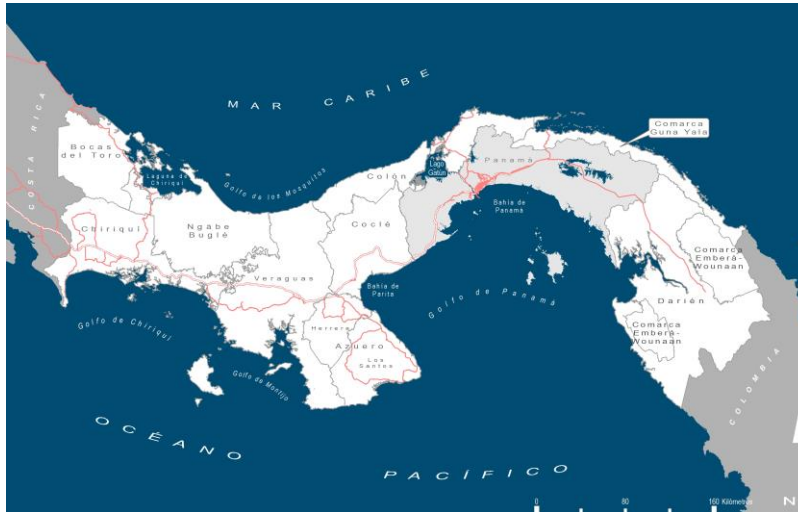 MAR CARIBE
Comarca
Guna Yala
COSTA RICA
Bocas
del Toro
Laguna de
Chiriquí
Golfo de los Mosquitos
Colón
Lago
Gatún
Panamá
Chiriquí
Ngäbe
Buglé
Coclé
Bahía de
Panamá
Veraguas
Bahía de
Parita
Golfo de Panamá
Comarca
Emberá-
Wounaan
Darién
Golfo de Chiriquí
Herrera
Azuero
Los
Santos
Comarca
Emberá-
Wounaan
Golfo de Montijo
COLOMBIA
OCÉANO
PACÍFICO
0 80 160 Kilómetros
N